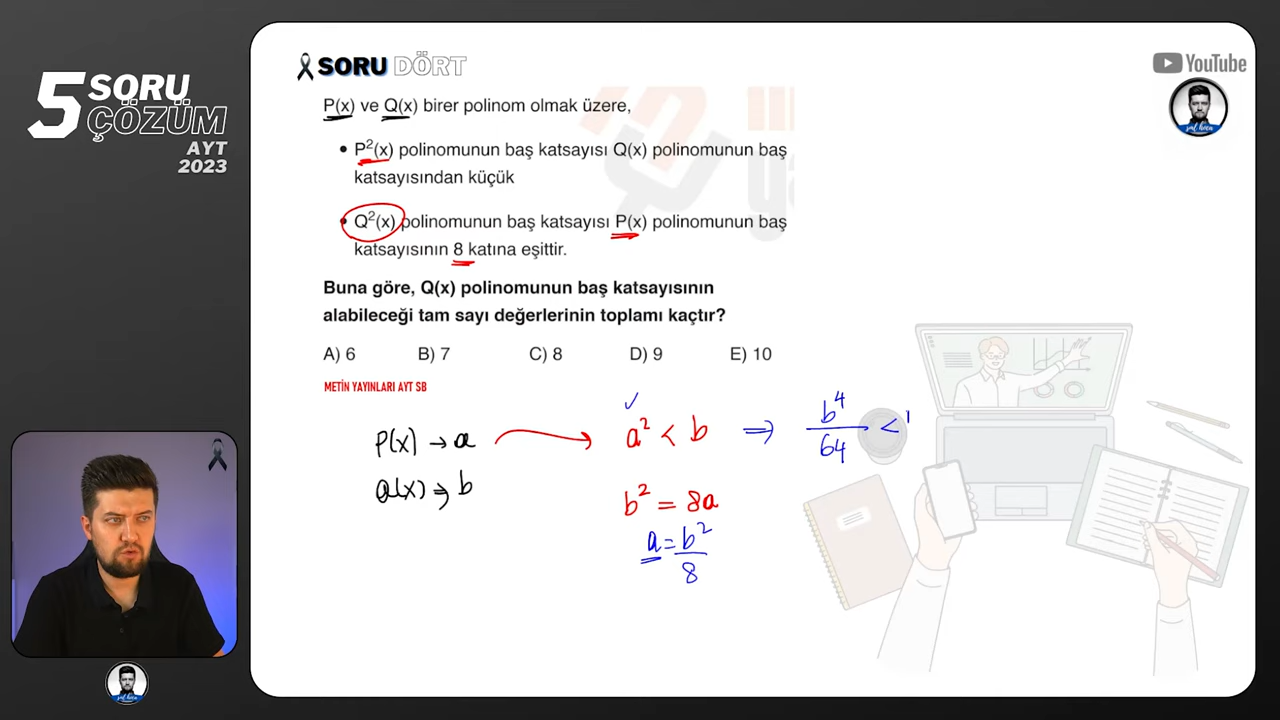 5 SORU ÇÖZÜM
AYT
2023
SORU DÖRT
YouTube
P(x) ve Q(x) birer polinom olmak üzere,
• P²(x) polinomunun baş katsayısı Q(x) polinomunun baş
katsayısından küçük
• Q²(x) polinomunun baş katsayısı P(x) polinomunun baş
katsayısının 8 katına eşittir.
Buna göre, Q(x) polinomunun baş katsayısının
alabileceği tam sayı değerlerinin toplamı kaçtır?
A) 6 B) 7 C) 8 D) 9 E) 10
METİN YAYINLARI AYT SB
P(x) → a
Q(x) → b
a² < b ⇒ b⁴/64 <
b² = 8a
a = b²/8